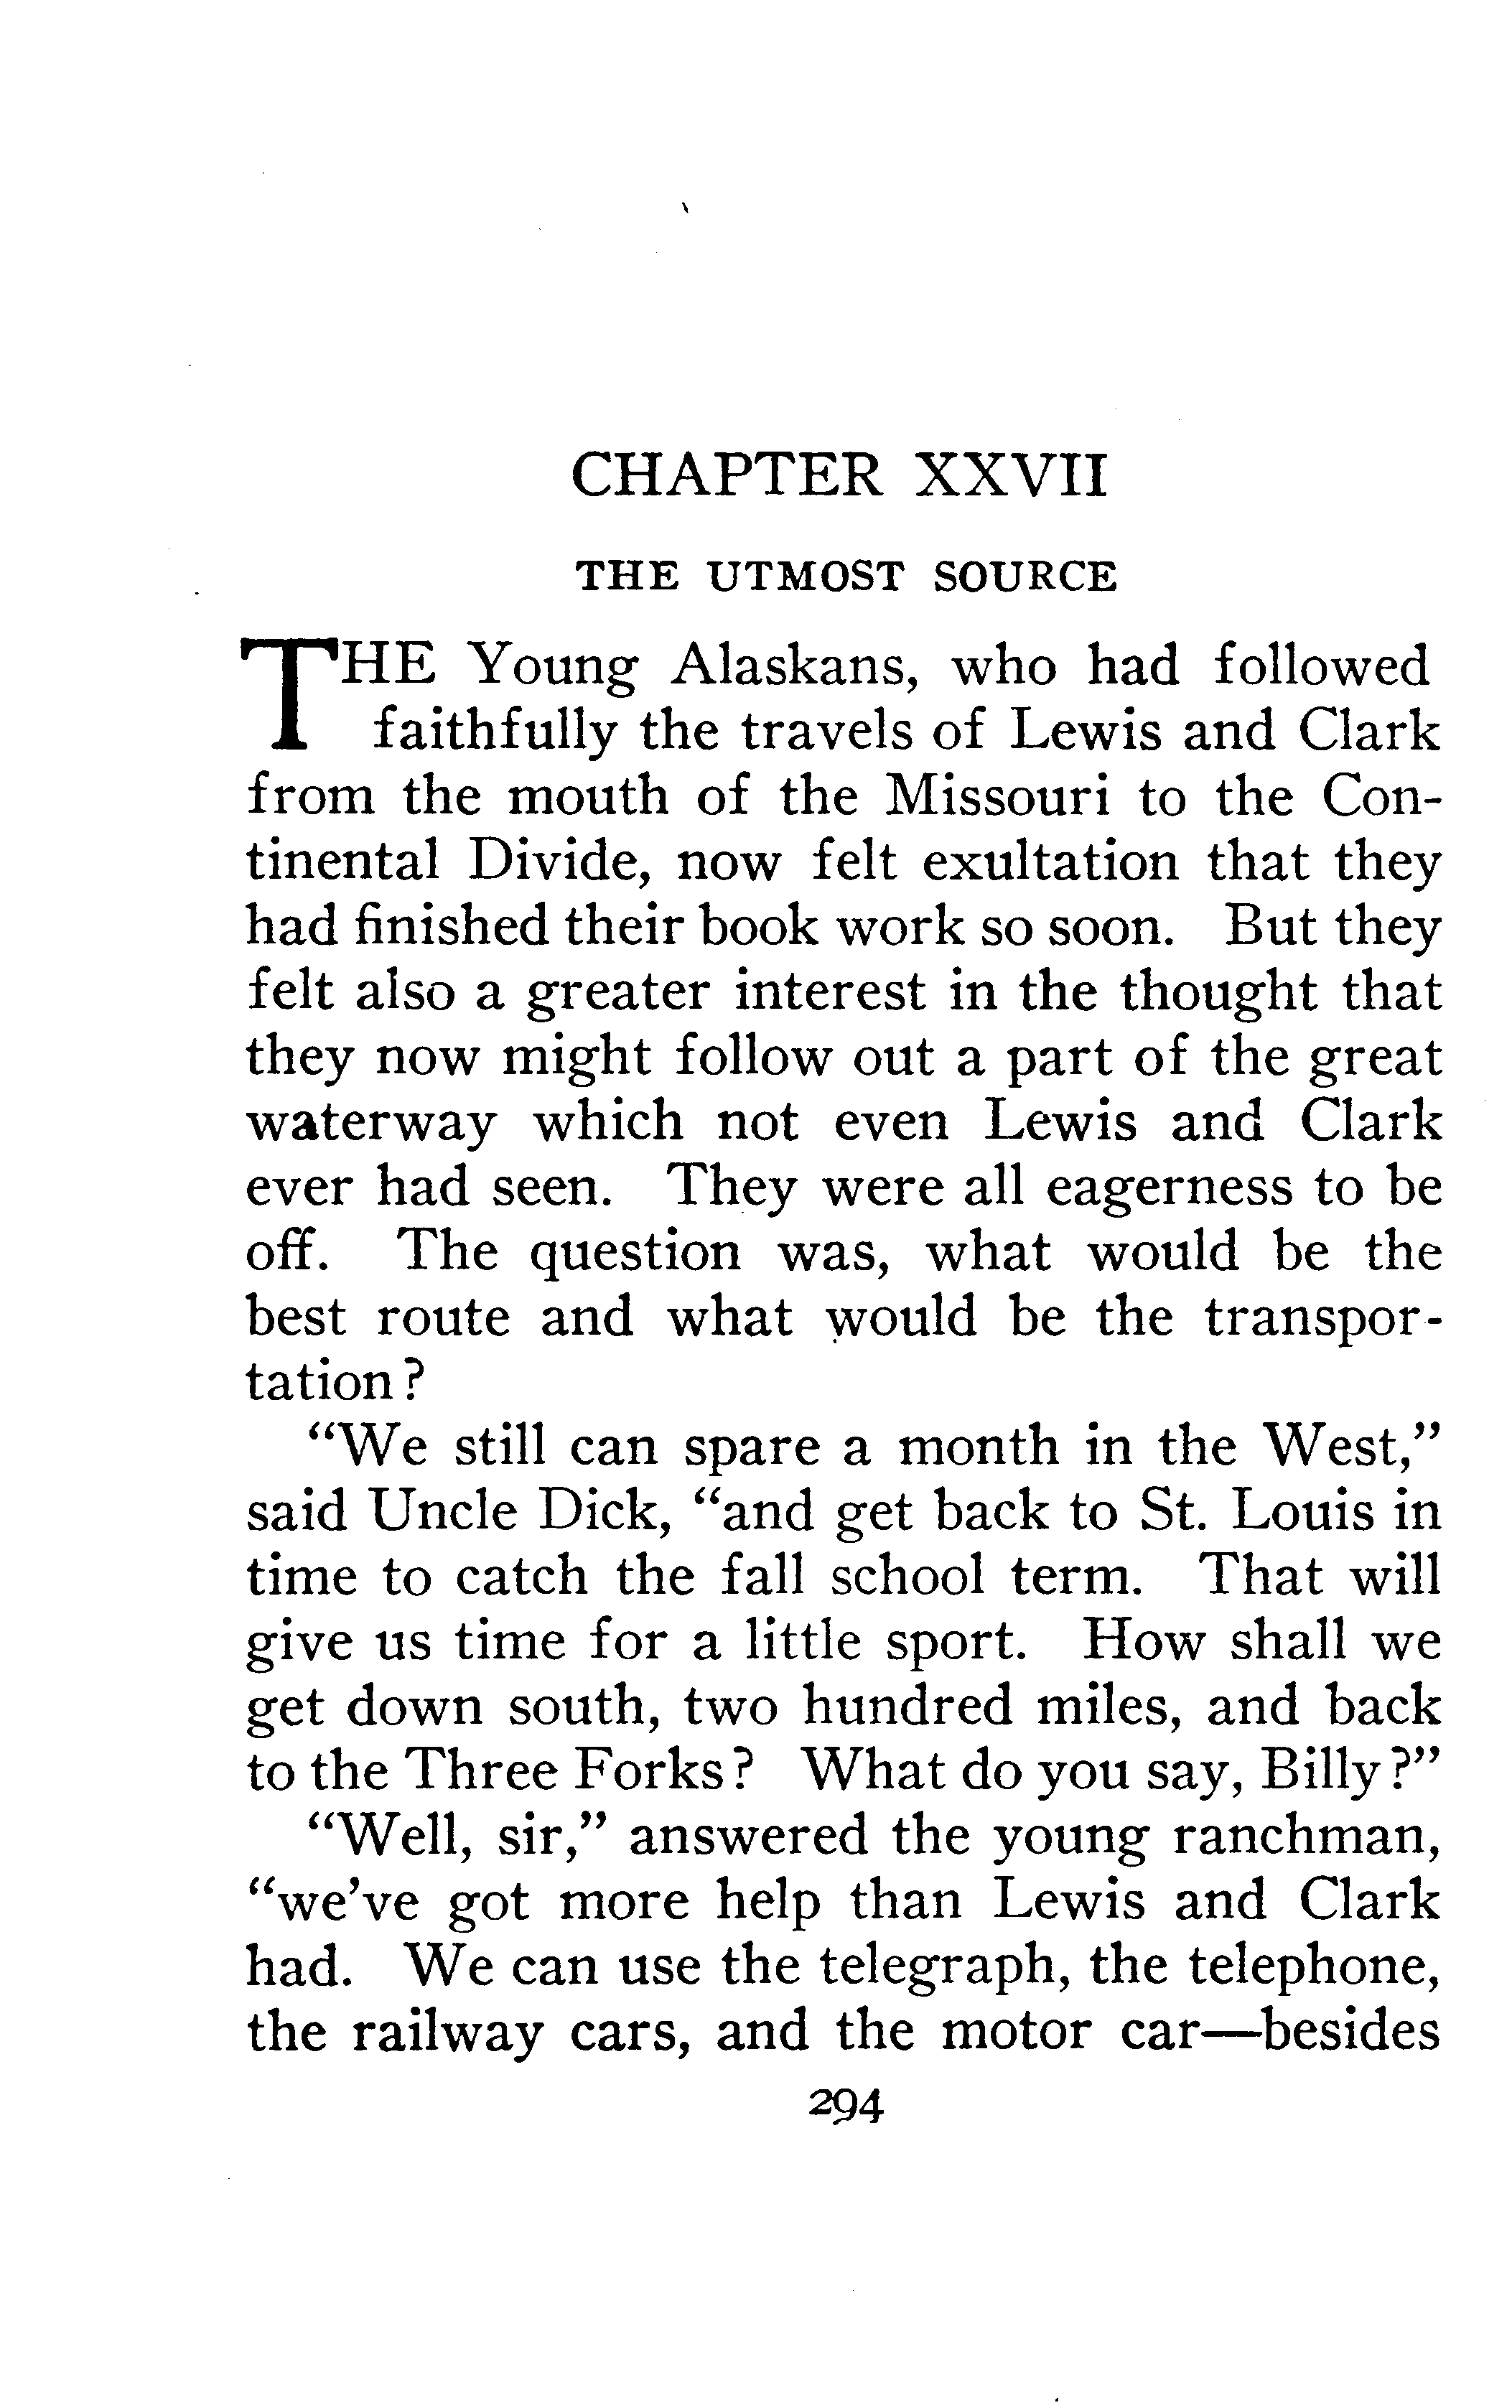 CHAPTER XXVII
THE UTMOST SOURCE
THE Young Alaskans, who had followed
faithfully the travels of Lewis and Clark
from the mouth of the Missouri to the Con-
tinental Divide, now felt exultation that they
had finished their book work so soon. But they
felt also a greater interest in the thought that
they now might follow out a part of the great
waterway which not even Lewis and Clark
ever had seen. They were all eagerness to be
off. The question was, what would be the
best route and what would be the transpor-
tation?
“We still can spare a month in the West,”
said Uncle Dick, “and get back to St. Louis in
time to catch the fall school term. That will
give us time for a little sport. How shall we
get down south, two hundred miles, and back
to the Three Forks? What do you say, Billy?”
“Well, sir,” answered the young ranchman,
“we’ve got more help than Lewis and Clark
had. We can use the telegraph, the telephone,
the railway cars, and the motor car—besides
294